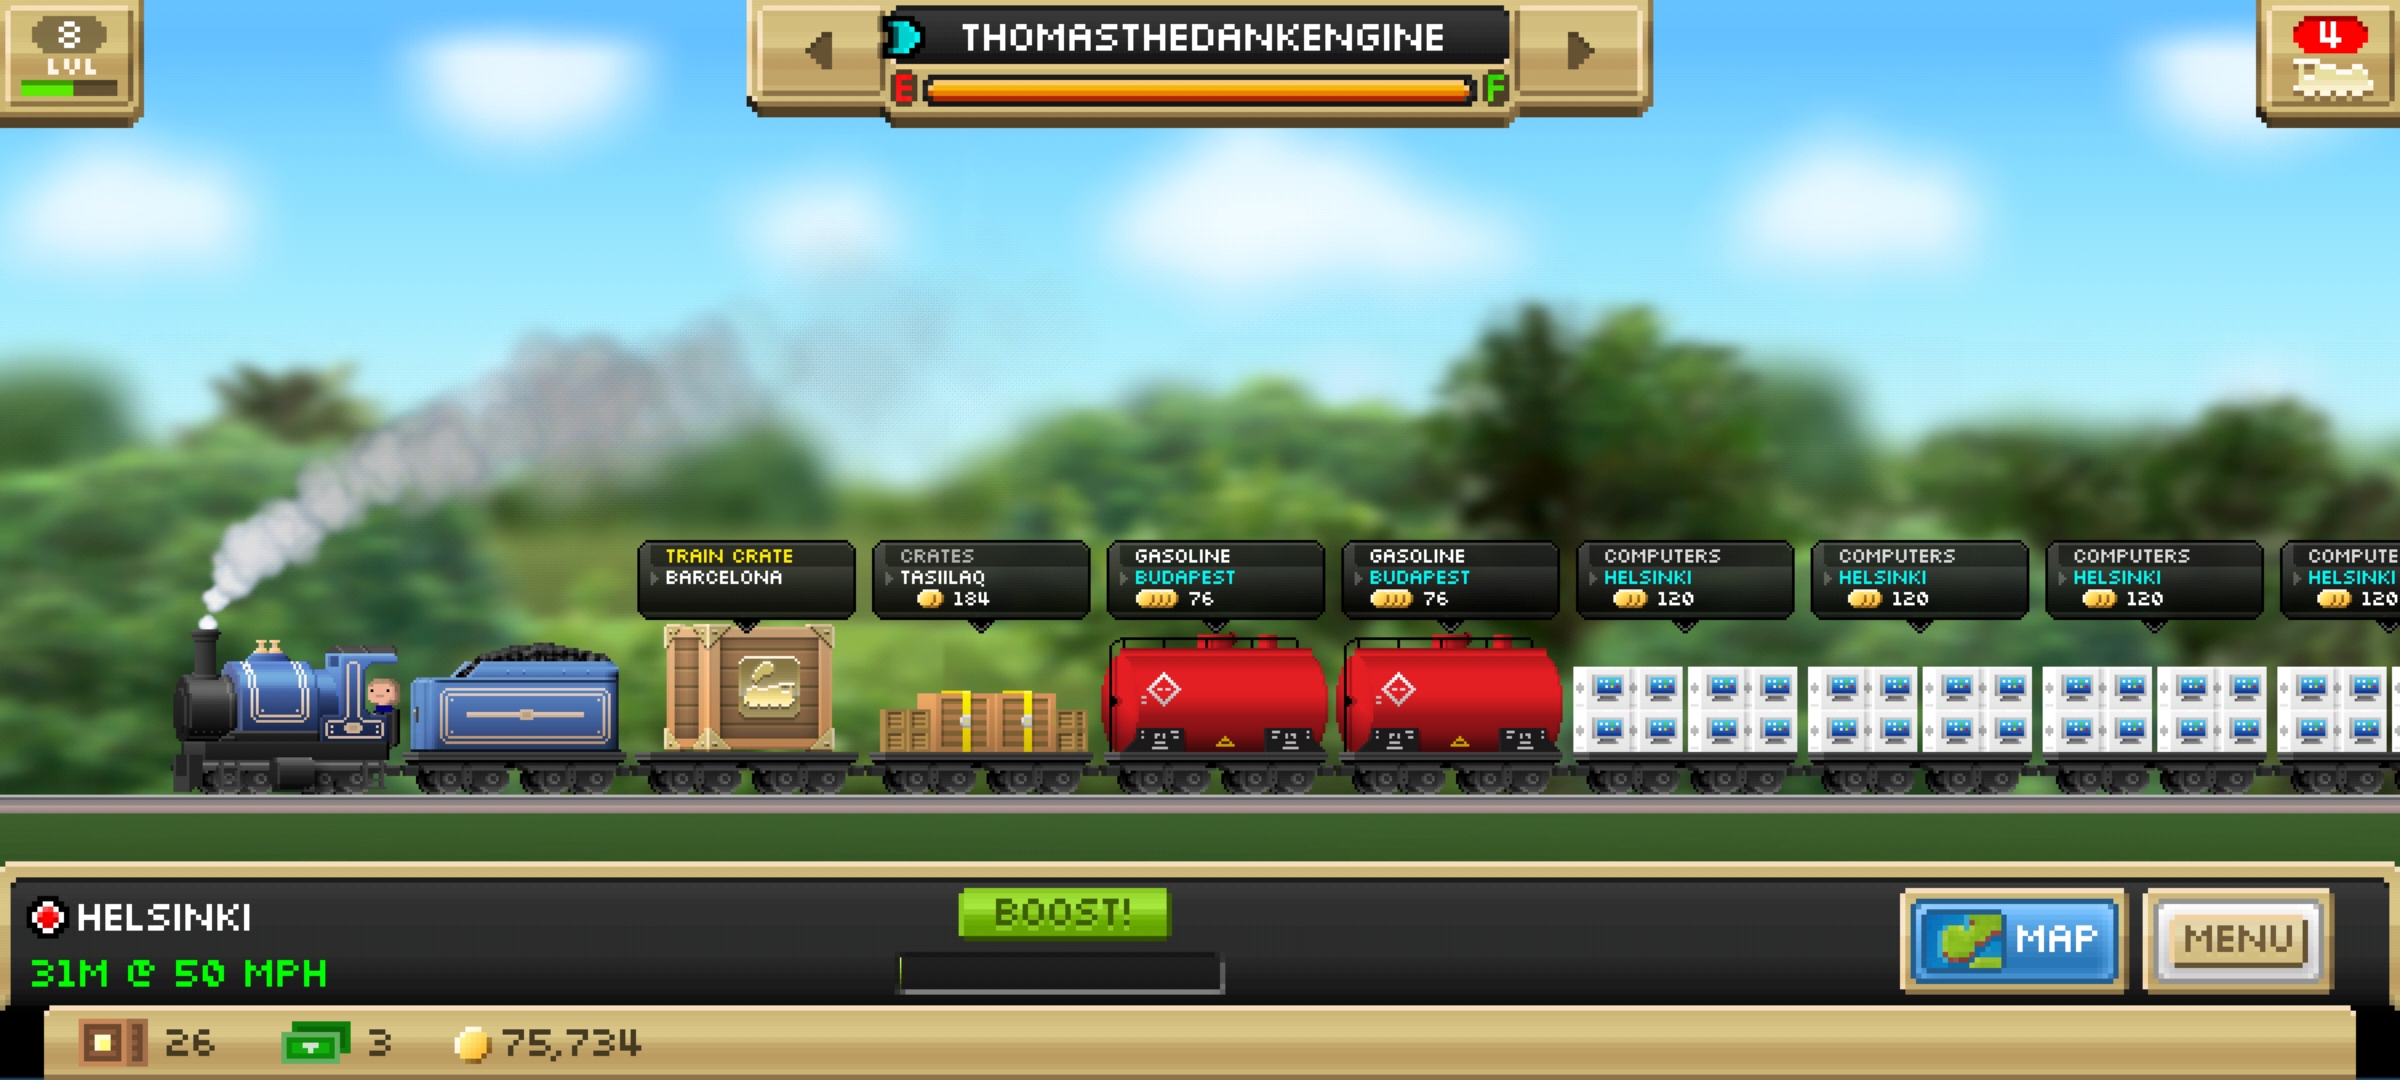 8
LVL
THOMASTHEDANKENGINE
E
F
4
TRAIN CRATE
BARCELONA
CRATES
TASIILAQ
184
GASOLINE
BUDAPEST
76
GASOLINE
BUDAPEST
76
COMPUTERS
HELSINKI
120
COMPUTERS
HELSINKI
120
COMPUTERS
HELSINKI
120
COMPUTE
HELSINKI
120
HELSINKI
31M @ 50 MPH
BOOST!
MAP
MENU
26
3
75,734